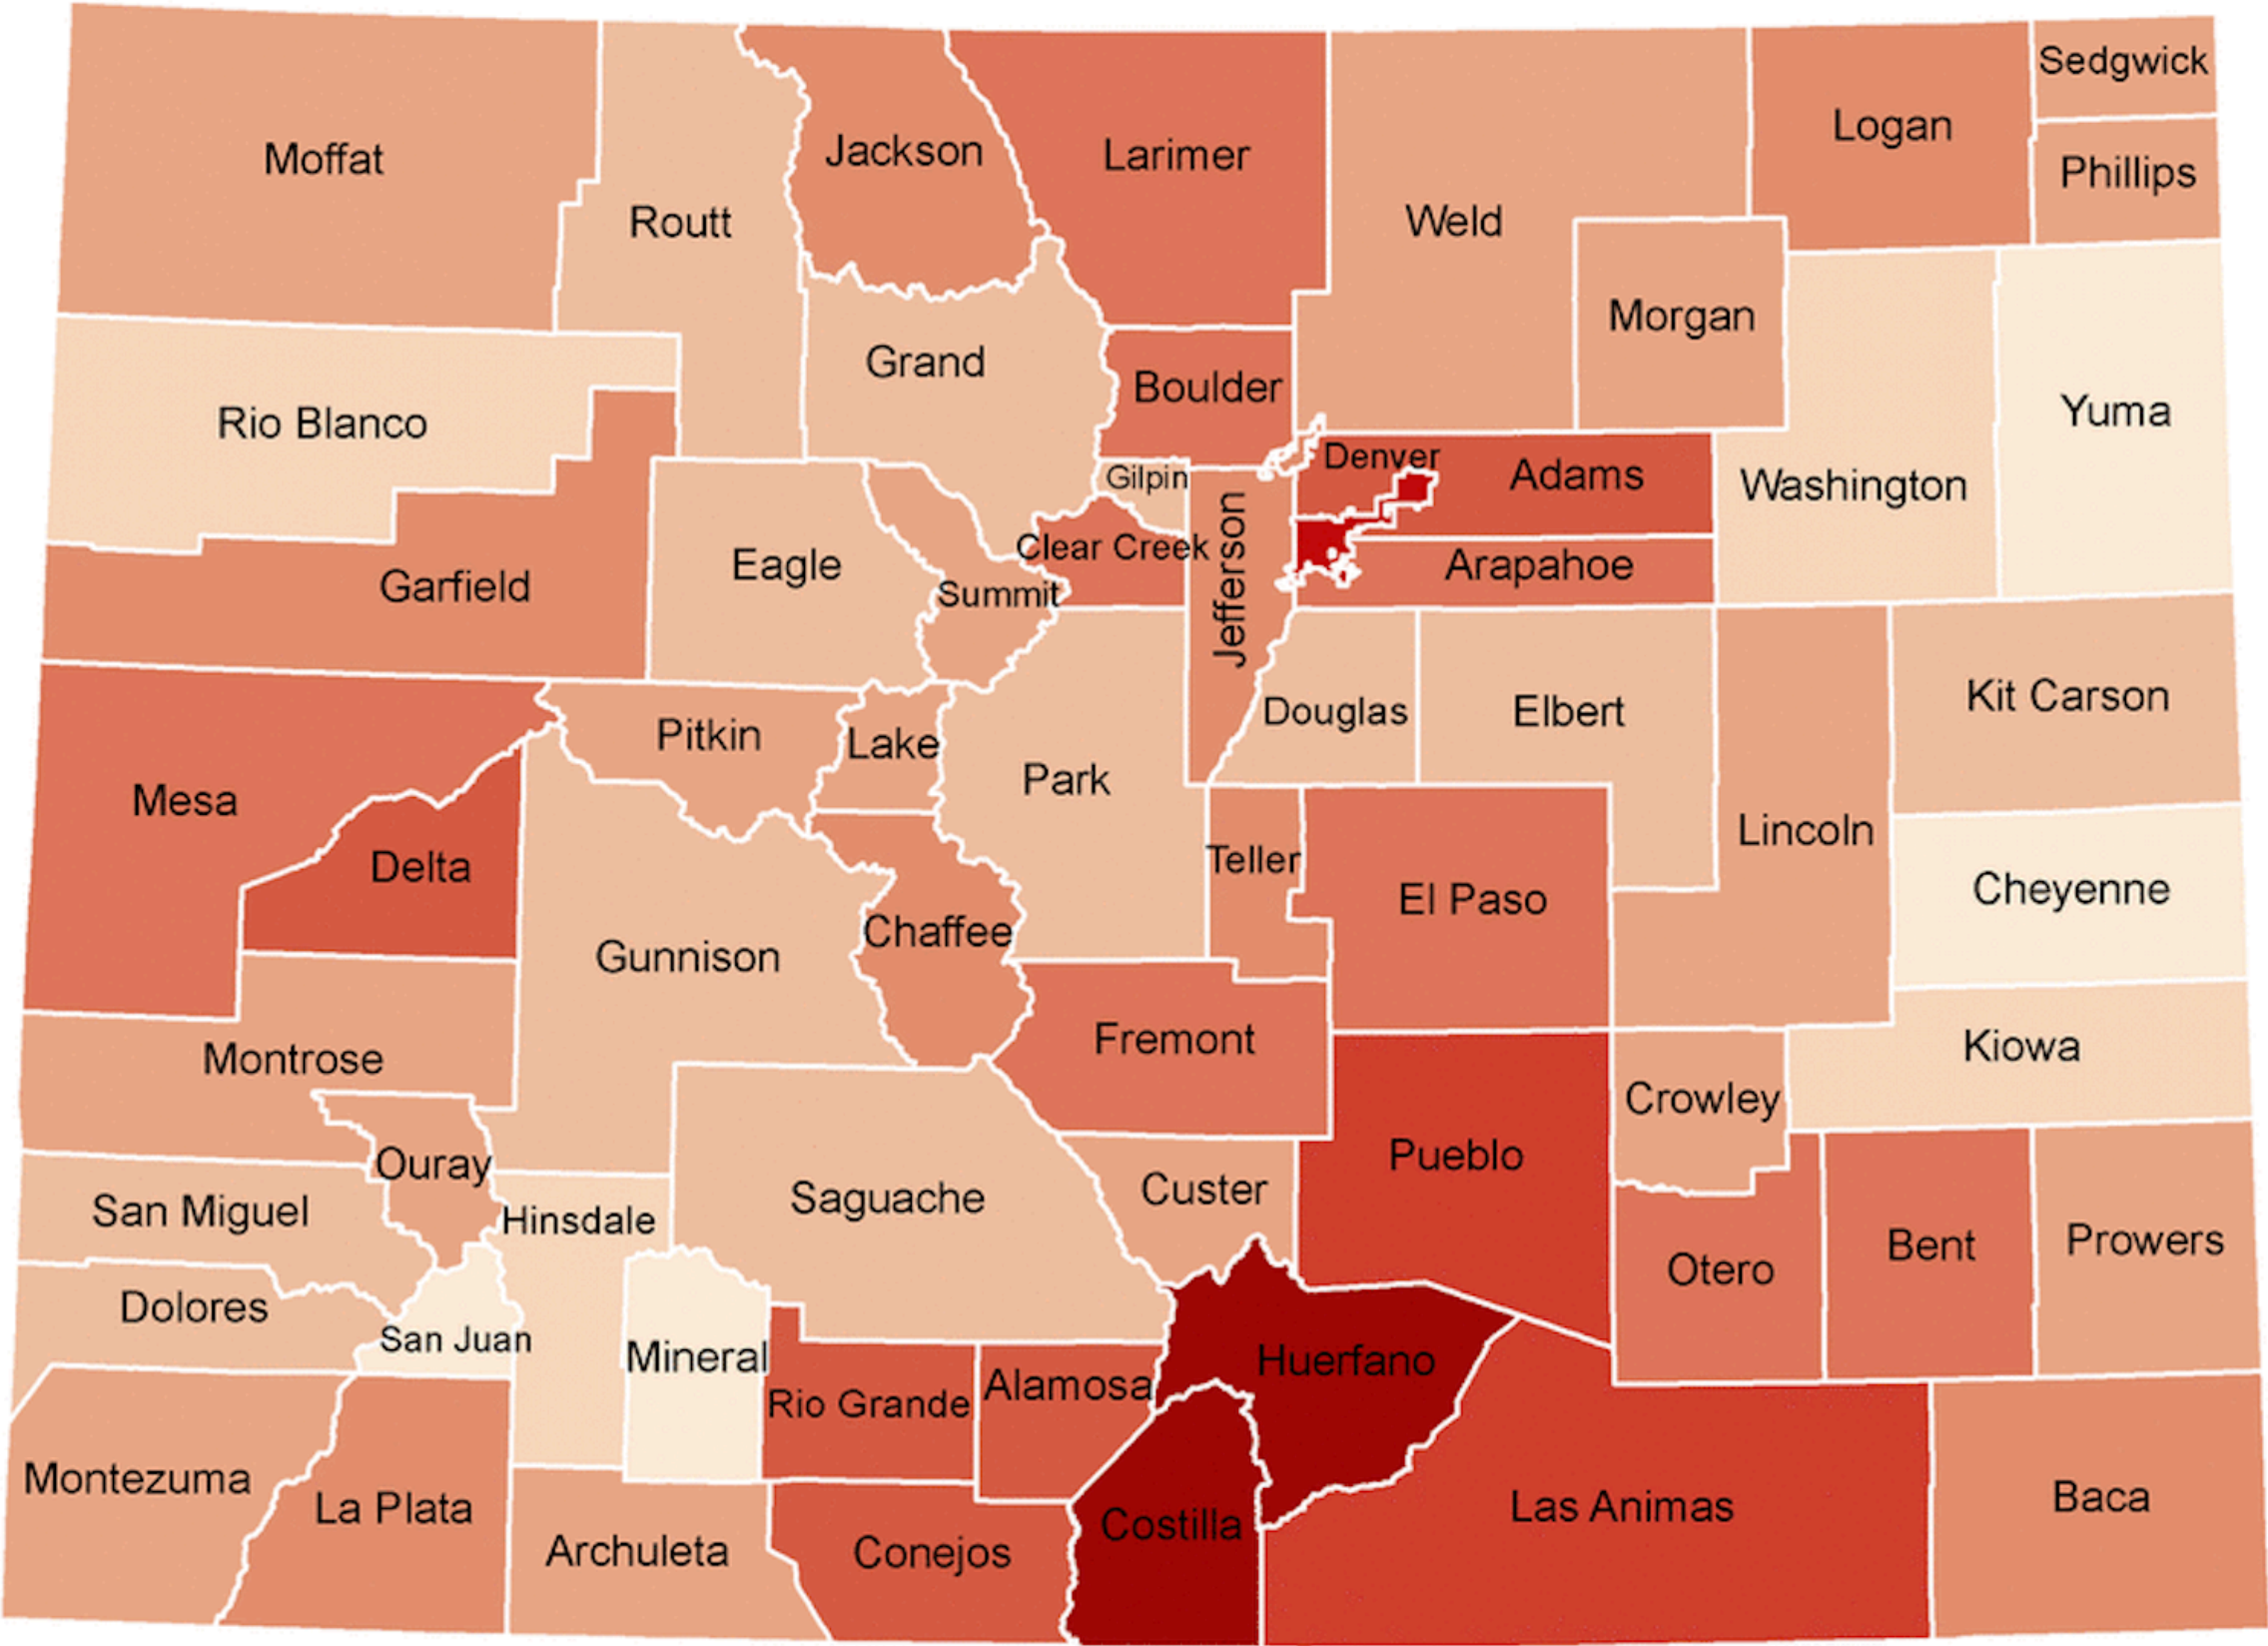 Sedgwick
Moffat
Jackson
Larimer
Logan
Phillips
Routt
Weld
Morgan
Grand
Boulder
Yuma
Rio Blanco
Denver
Adams
Washington
Gilpin
Clear Creek
Jefferson
Arapahoe
Garfield
Eagle
Summit
Douglas
Elbert
Kit Carson
Pitkin
Lake
Park
Mesa
Lincoln
Delta
Teller
El Paso
Cheyenne
Gunnison
Chaffee
Fremont
Montrose
Kiowa
Crowley
Ouray
Pueblo
Saguache
Custer
San Miguel
Hinsdale
Otero
Bent
Prowers
Dolores
San Juan
Mineral
Huerfano
Rio Grande
Alamosa
Montezuma
La Plata
Archuleta
Conejos
Costilla
Las Animas
Baca